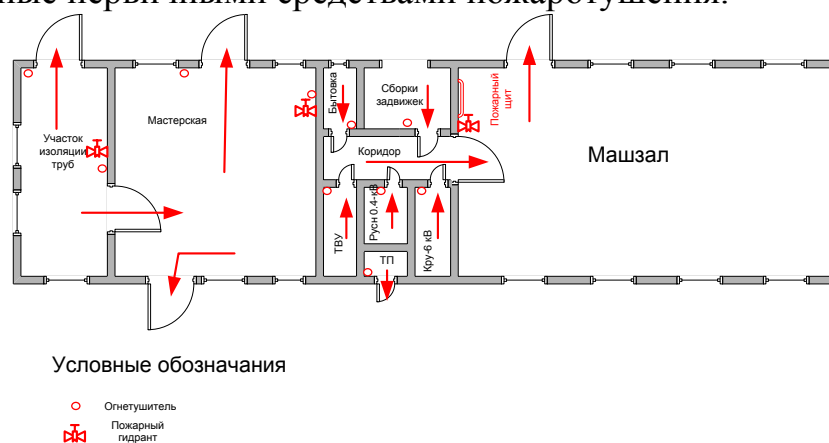 ные первичными средствами пожаротушения.
Участок
изоляции
труб
Мастерская
Бытовка
Сборки
задвижек
Пожарный
щит
Коридор
Машзал
ТВУ
Русн 0.4-кВ
Кру-6 кВ
ТП
Условные обозначания
Огнетушитель
Пожарный
гидрант